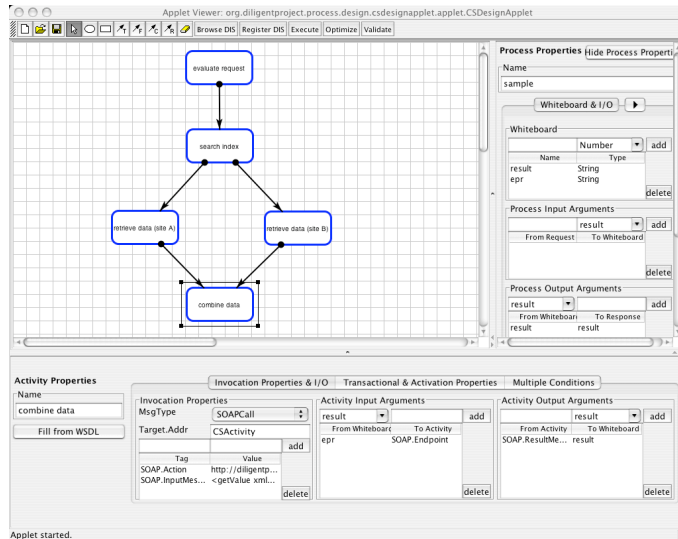 Applet Viewer: org.diligentproject.process.design.csdesignapplet.applet.CSDesignApplet
Browse DIS Register DIS Execute Optimize Validate
evaluate request
search index
retrieve data (site A)
retrieve data (site B)
combine data
Process Properties Hide Process Properti
Name
sample
Whiteboard & I/O
Whiteboard
Number add
Name Type
result String
epr String
delete
Process Input Arguments
result add
From Request To Whiteboard
delete
Process Output Arguments
result add
From Whiteboar To Response
result result
Activity Properties
Name
combine data
Fill from WSDL
Invocation Properties & I/O Transactional & Activation Properties Multiple Conditions
Invocation Properties
MsgType SOAPCall
Target.Addr CSActivity
add
Tag Value
SOAP.Action http://diligentp...
SOAP.InputMes... <getValue xml...
delete
Activity Input Arguments
result add
From Whiteboard To Activity
epr SOAP.Endpoint
delete
Activity Output Arguments
result add
From Activity To Whiteboard
SOAP.ResultMe... result
delete
Applet started.